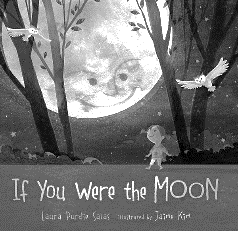 If You Were the MOON
Laura Purdie Salas illustrated by Jaime Kim